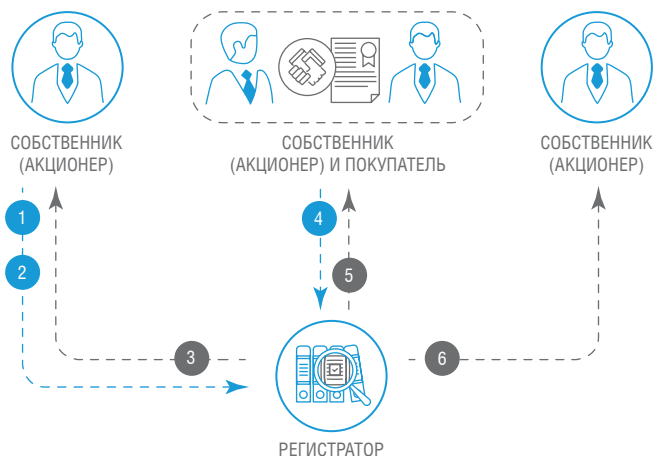 СОБСТВЕННИК
(АКЦИОНЕР)
СОБСТВЕННИК
(АКЦИОНЕР) И ПОКУПАТЕЛЬ
СОБСТВЕННИК
(АКЦИОНЕР)
1
4
2
5
3
6
РЕГИСТРАТОР